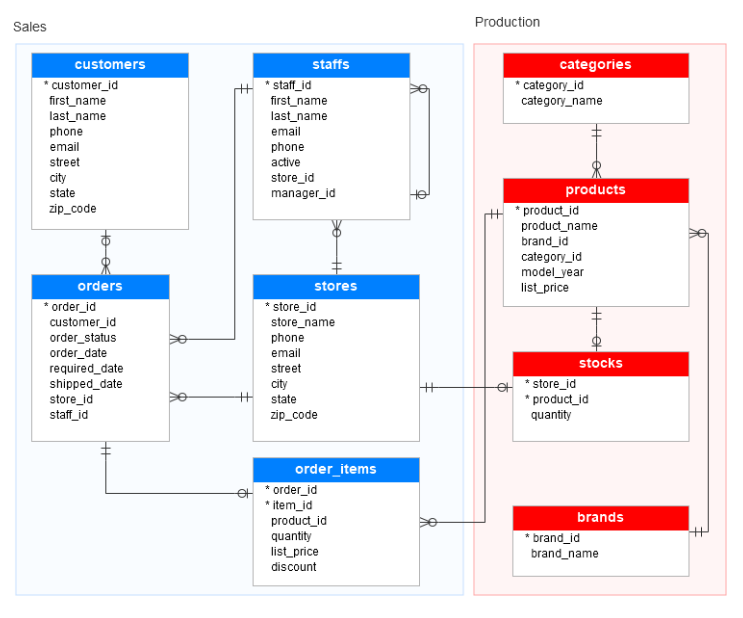 Sales
Production
customers
* customer_id
first_name
last_name
phone
email
street
city
state
zip_code
staffs
* staff_id
first_name
last_name
email
phone
active
store_id
manager_id
categories
* category_id
category_name
products
* product_id
product_name
brand_id
category_id
model_year
list_price
orders
* order_id
customer_id
order_status
order_date
required_date
shipped_date
store_id
staff_id
stores
* store_id
store_name
phone
email
street
city
state
zip_code
stocks
* store_id
* product_id
quantity
order_items
* order_id
* item_id
product_id
quantity
list_price
discount
brands
* brand_id
brand_name